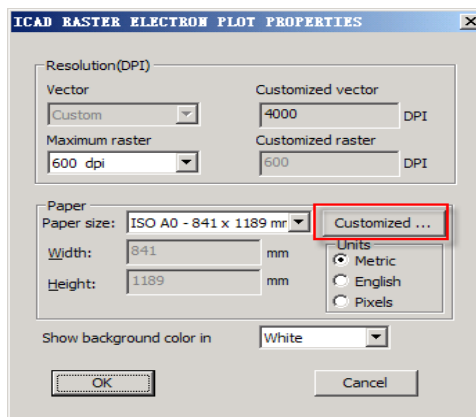 ICAD RASTER ELECTRON PLOT PROPERTIES
Resolution(DPI)
Vector
Customized vector
Custom
4000
DPI
Maximum raster
Customized raster
600 dpi
600
DPI
Paper
Paper size:
ISO A0 - 841 x 1189 mr
Customized ...
Units
Width:
841
mm
Metric
Height:
1189
mm
English
Pixels
Show background color in
White
OK
Cancel